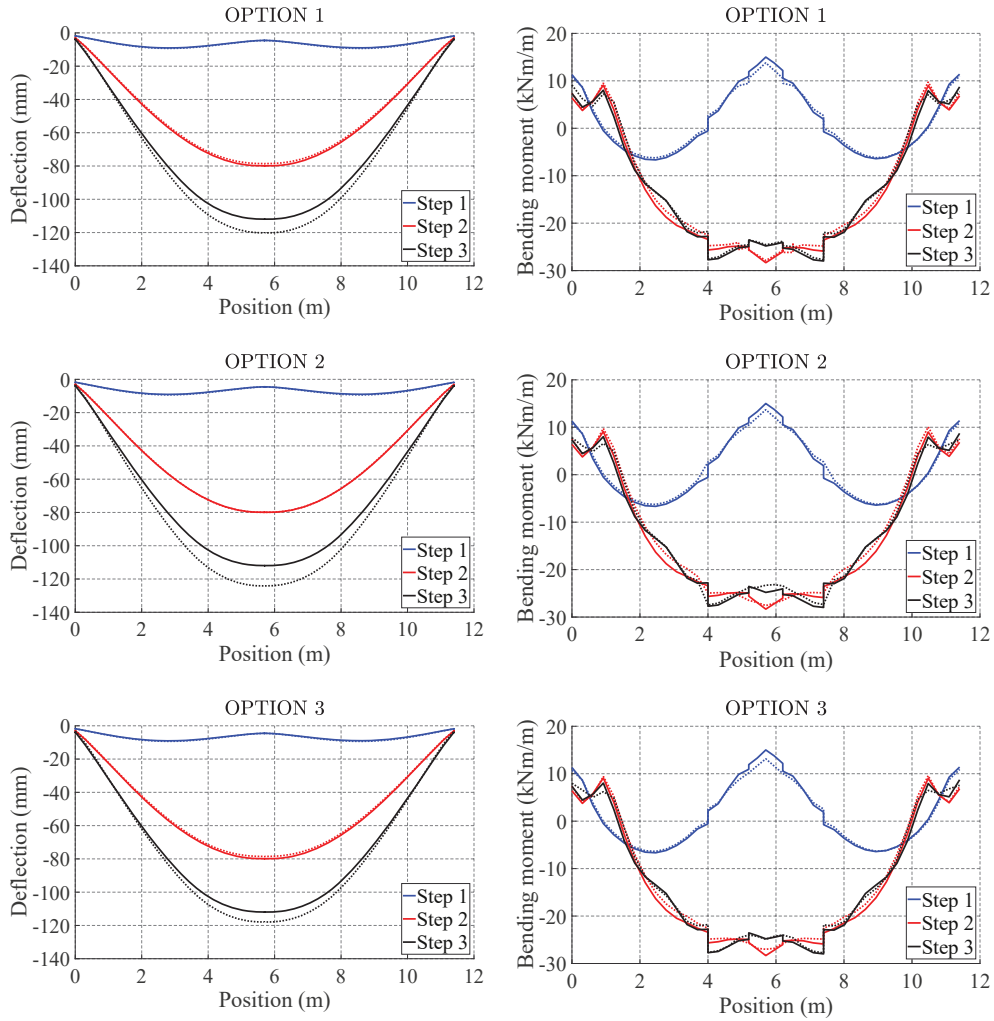 OPTION 1
Deflection (mm)
0
-20
-40
-60
-80
-100
-120
-140
Step 1
Step 2
Step 3
0 2 4 6 8 10 12
Position (m)
OPTION 1
Bending moment (kNm/m)
20
10
0
-10
-20
-30
Step 1
Step 2
Step 3
0 2 4 6 8 10 12
Position (m)
OPTION 2
Deflection (mm)
0
-20
-40
-60
-80
-100
-120
-140
Step 1
Step 2
Step 3
0 2 4 6 8 10 12
Position (m)
OPTION 2
Bending moment (kNm/m)
20
10
0
-10
-20
-30
Step 1
Step 2
Step 3
0 2 4 6 8 10 12
Position (m)
OPTION 3
Deflection (mm)
0
-20
-40
-60
-80
-100
-120
-140
Step 1
Step 2
Step 3
0 2 4 6 8 10 12
Position (m)
OPTION 3
Bending moment (kNm/m)
20
10
0
-10
-20
-30
Step 1
Step 2
Step 3
0 2 4 6 8 10 12
Position (m)